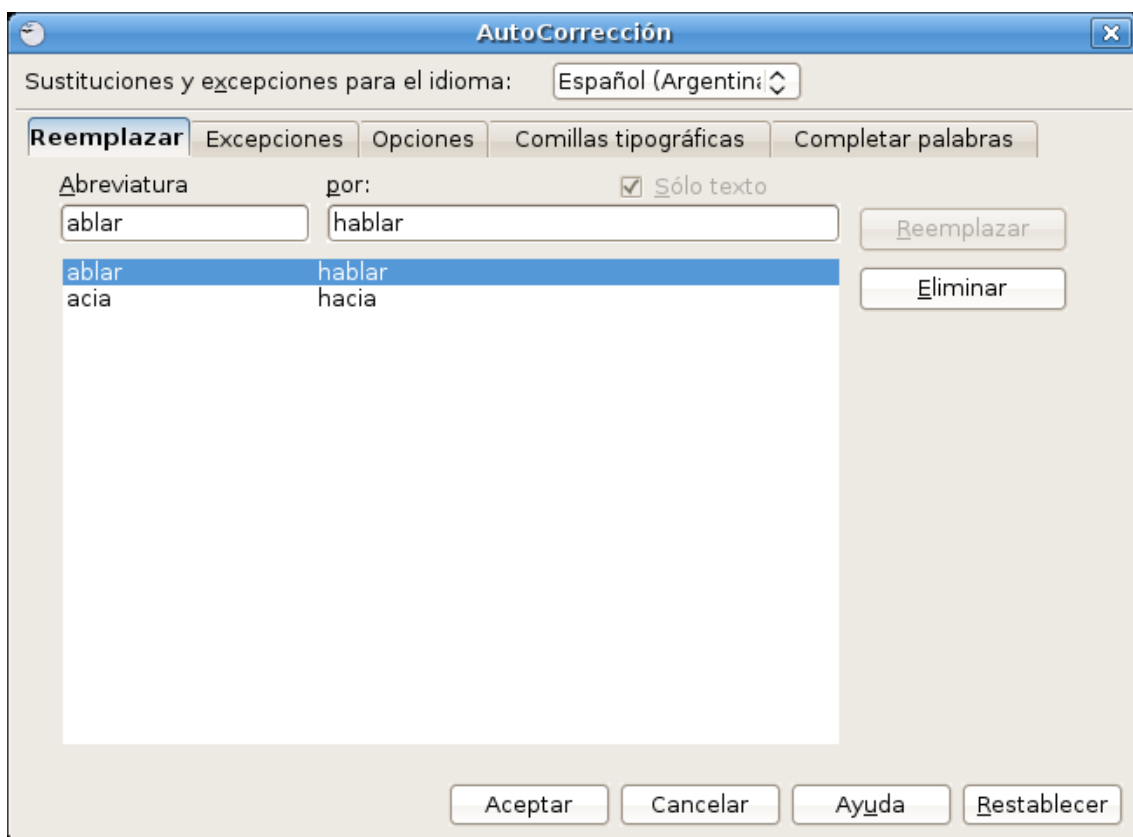 AutoCorrección
Sustituciones y excepciones para el idioma: Español (Argentina
Reemplazar Excepciones Opciones Comillas tipográficas Completar palabras
Abreviatura por: Sólo texto
ablar hablar Reemplazar
ablar hablar
acia hacia
Eliminar
Aceptar Cancelar Ayuda Restablecer